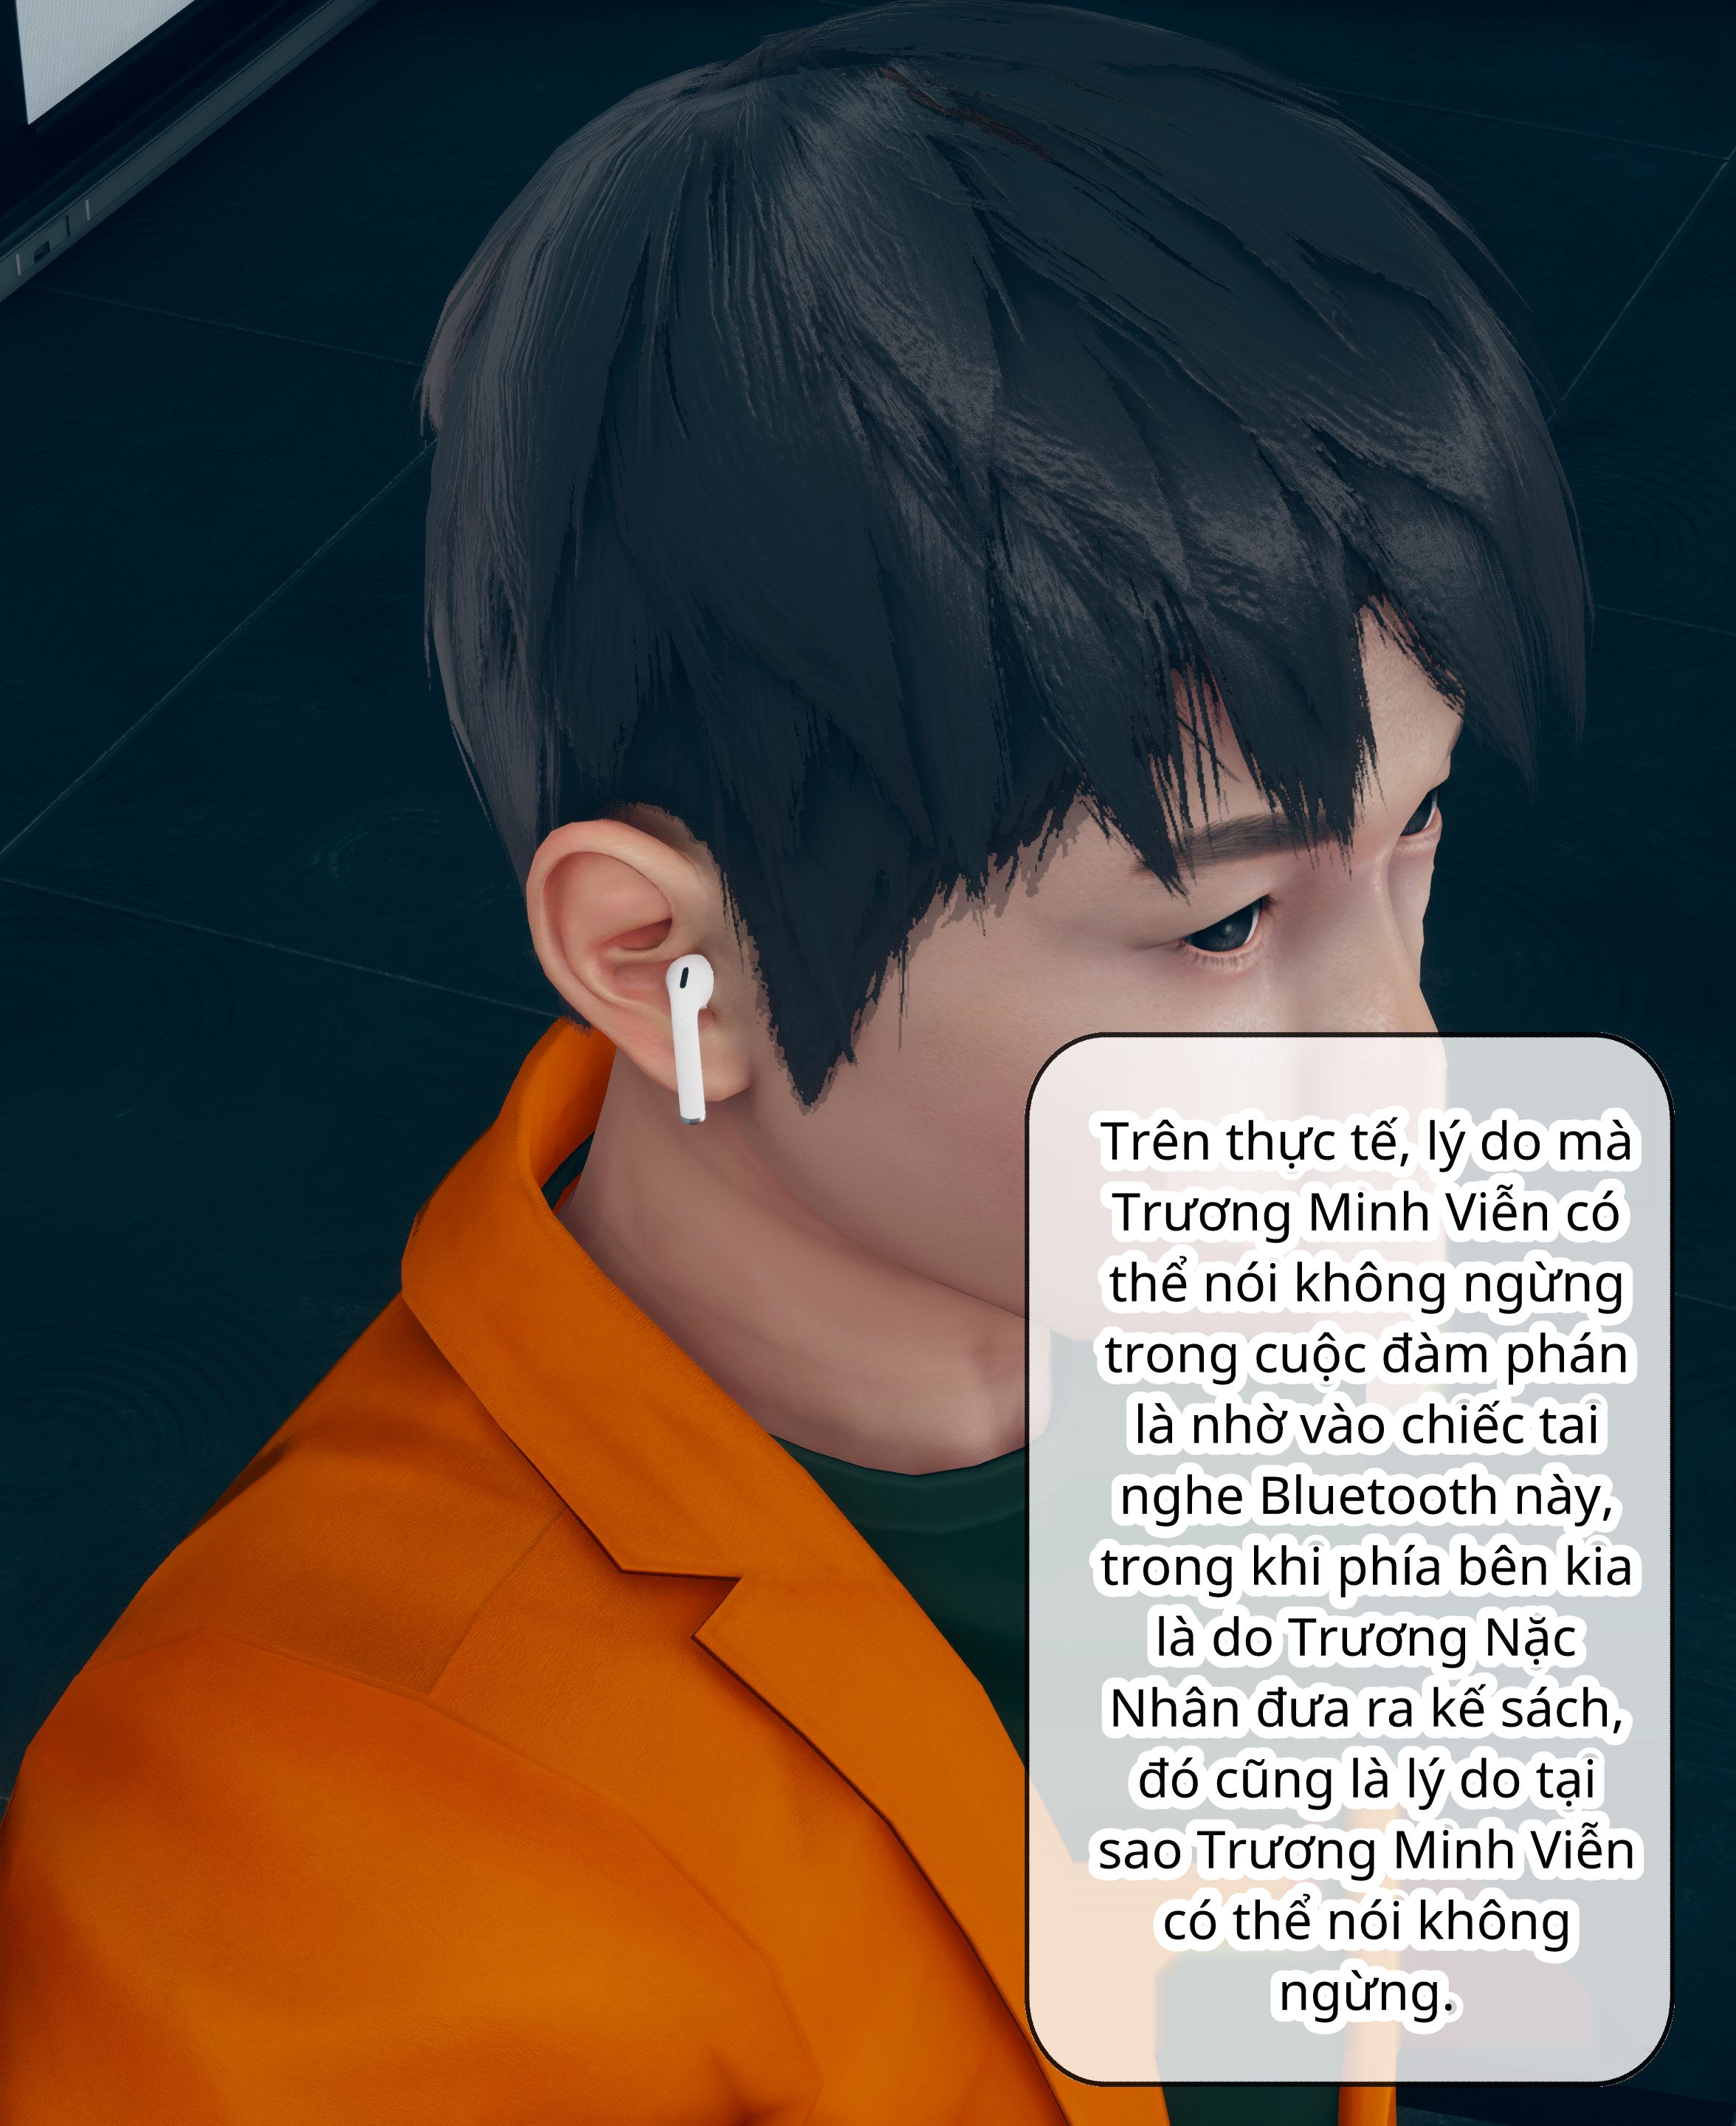 Trên thực tế, lý do mà
Trương Minh Viễn có
thể nói không ngừng
trong cuộc đàm phán
là nhờ vào chiếc tai
nghe Bluetooth này,
trong khi phía bên kia
là do Trương Nặc
Nhân đưa ra kế sách,
đó cũng là lý do tại
sao Trương Minh Viễn
có thể nói không
ngừng.